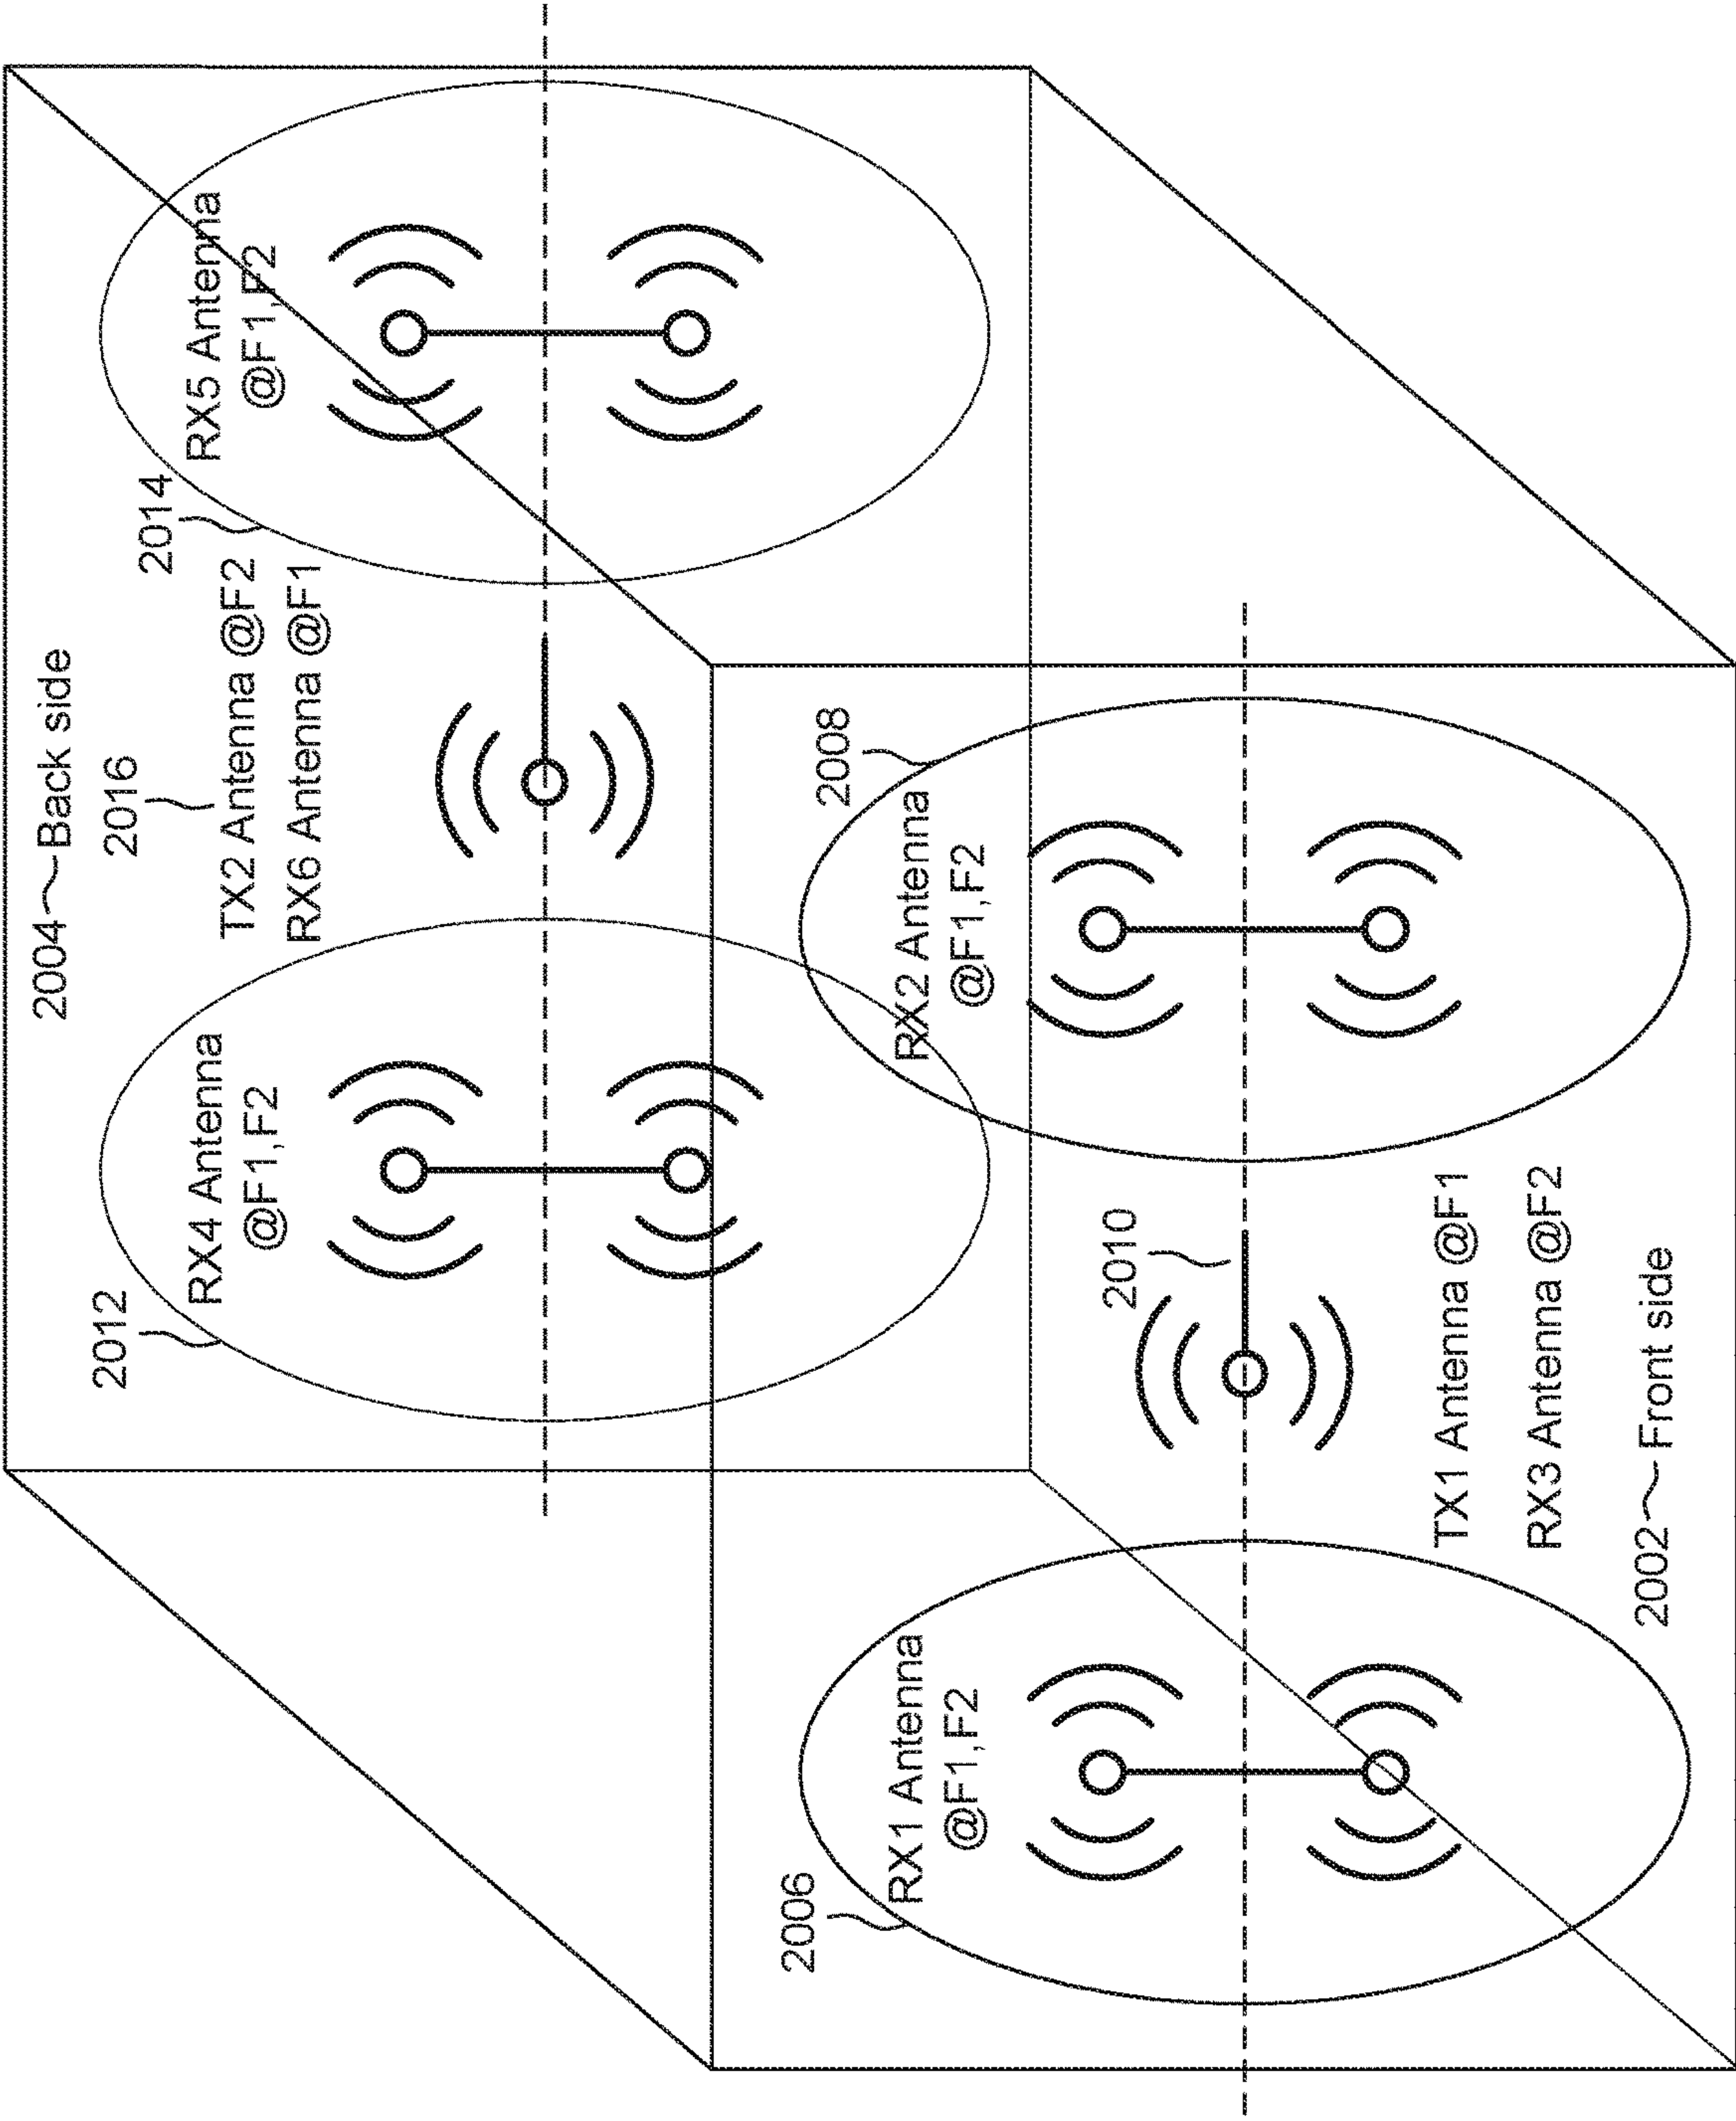 2004 Back side
2016
TX2 Antenna @F2
RX6 Antenna @F1
2012
RX4 Antenna
@F1,F2
2014
RX5 Antenna
@F1,F2
2006
RX1 Antenna
@F1,F2
2008
RX2 Antenna
@F1,F2
2010
TX1 Antenna @F1
RX3 Antenna @F2
2002 Front side